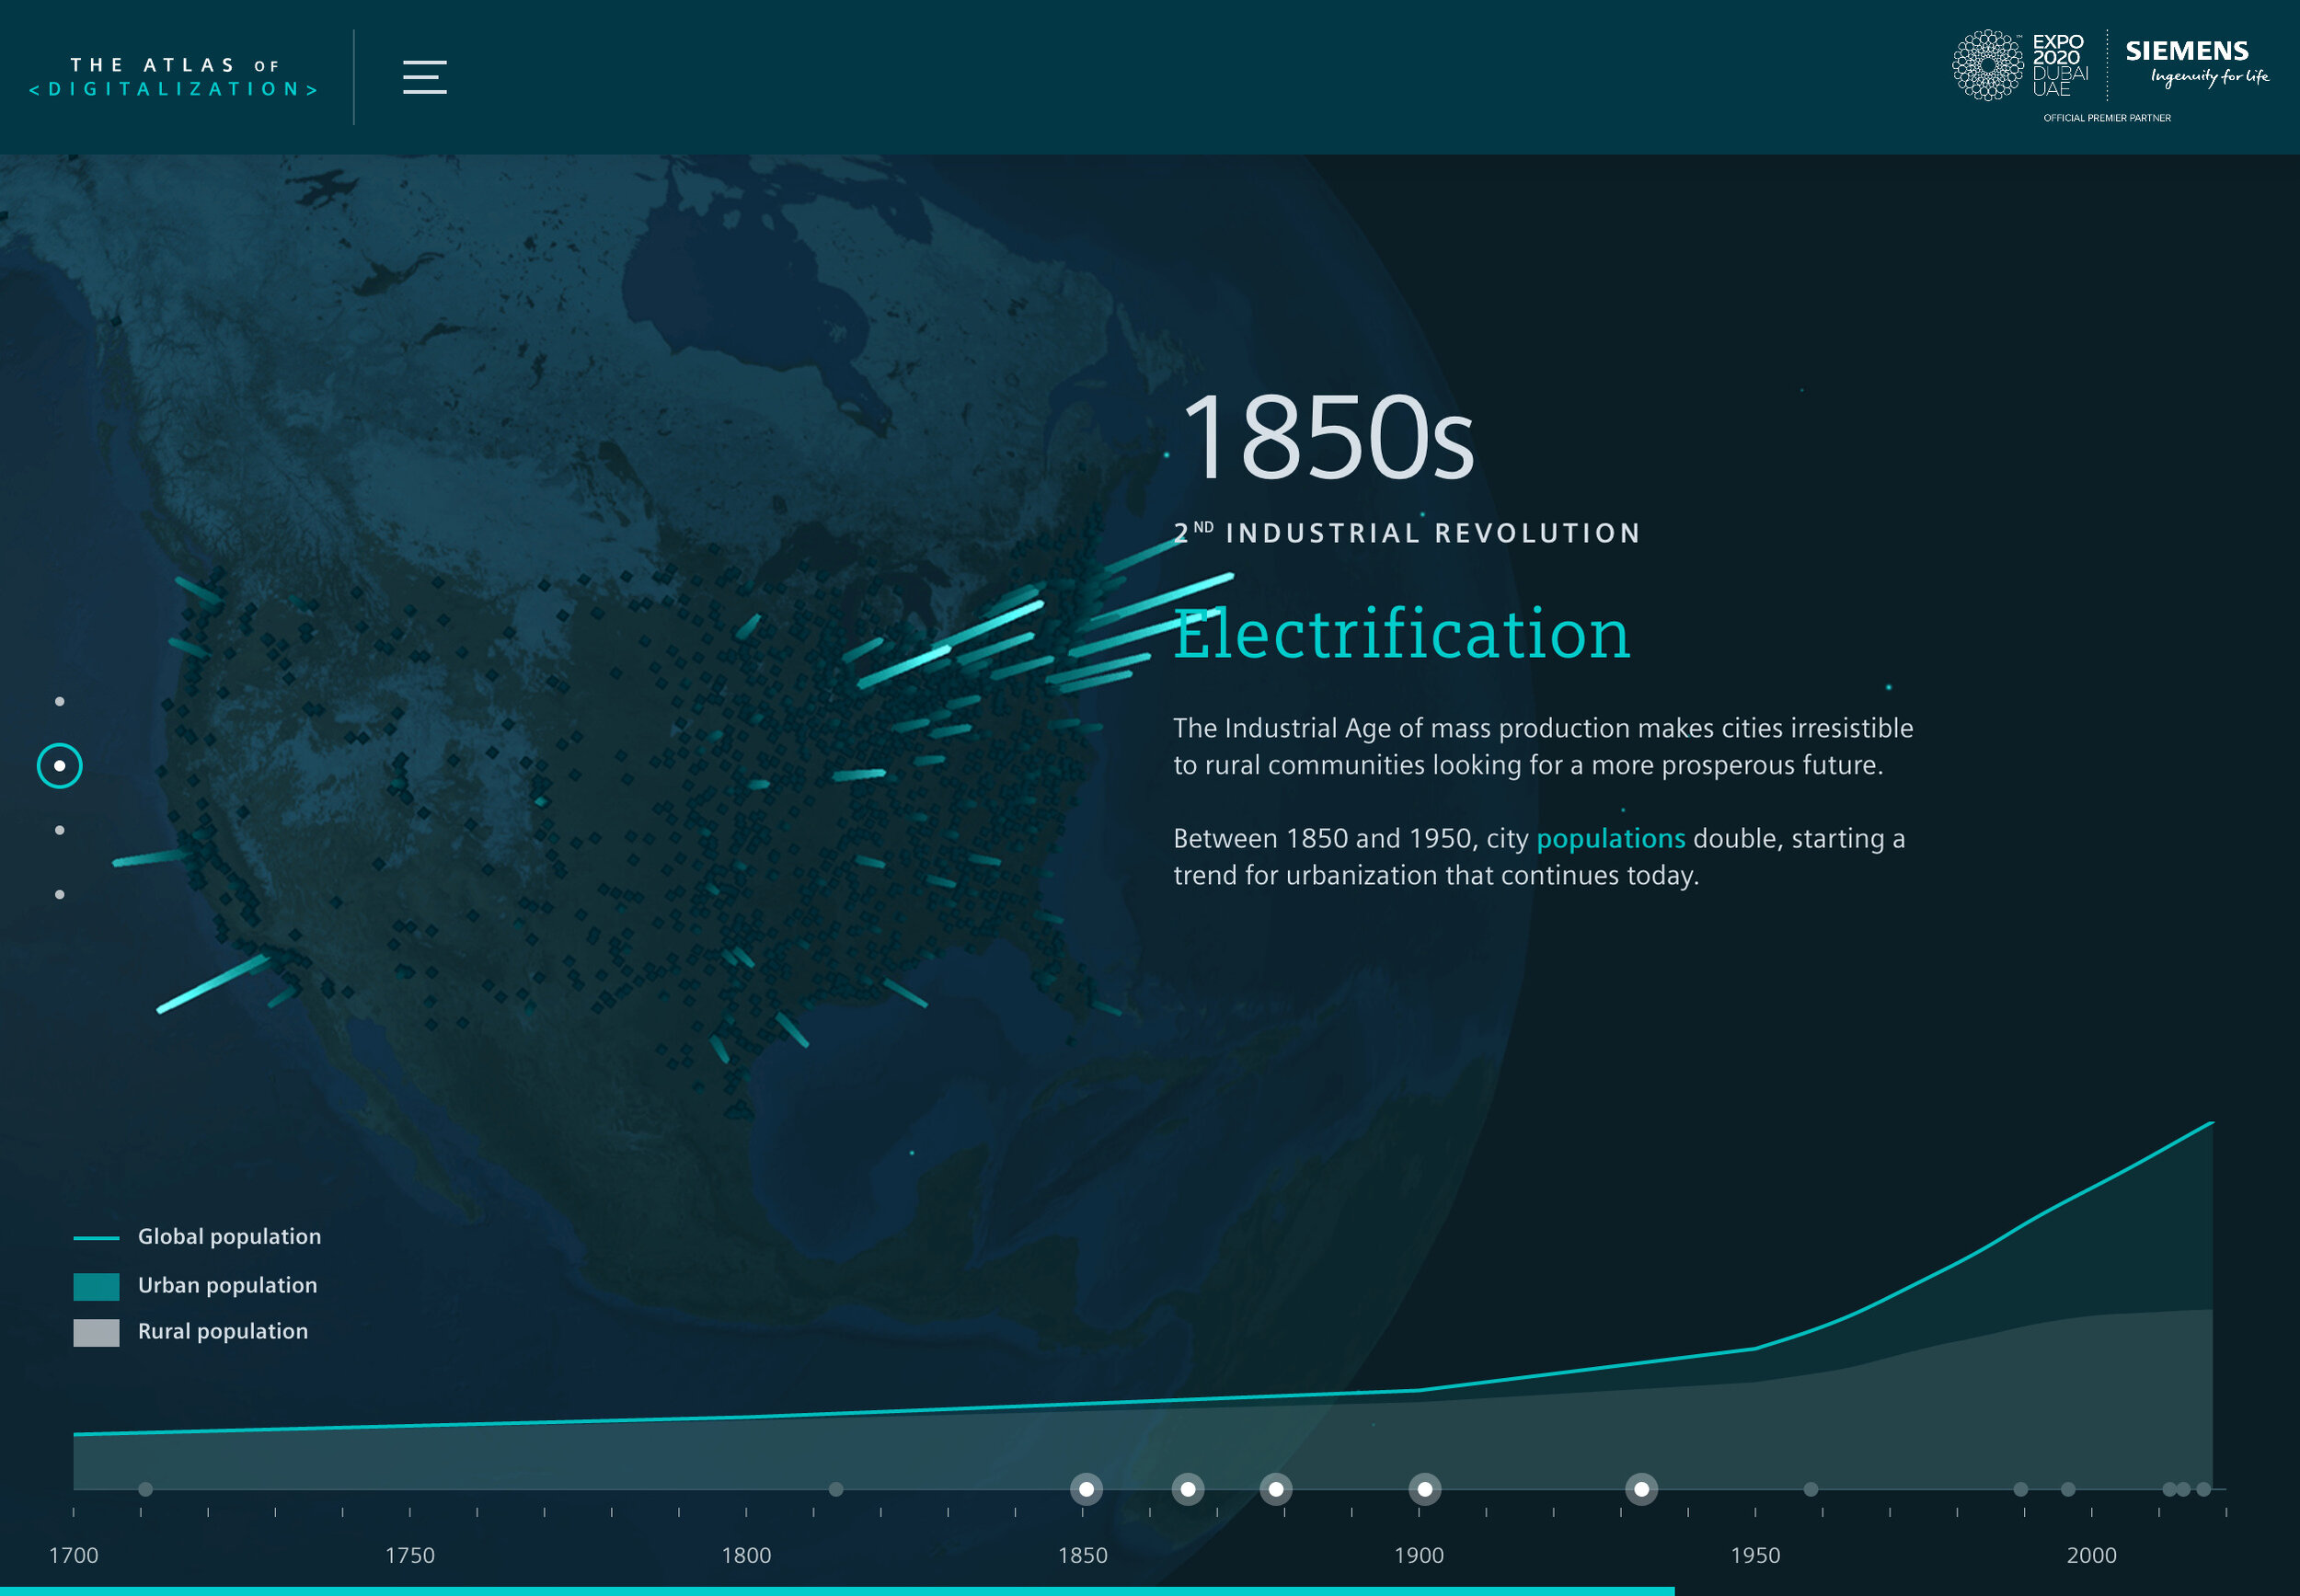 THE ATLAS OF
<DIGITALIZATION>
EXPO
2020
DUBAI
UAE
™
SIEMENS
Ingenuity for life
OFFICIAL PREMIER PARTNER
1850s
2ND INDUSTRIAL REVOLUTION
Electrification
The Industrial Age of mass production makes cities irresistible
to rural communities looking for a more prosperous future.
Between 1850 and 1950, city populations double, starting a
trend for urbanization that continues today.
Global population
Urban population
Rural population
1700 1750 1800 1850 1900 1950 2000